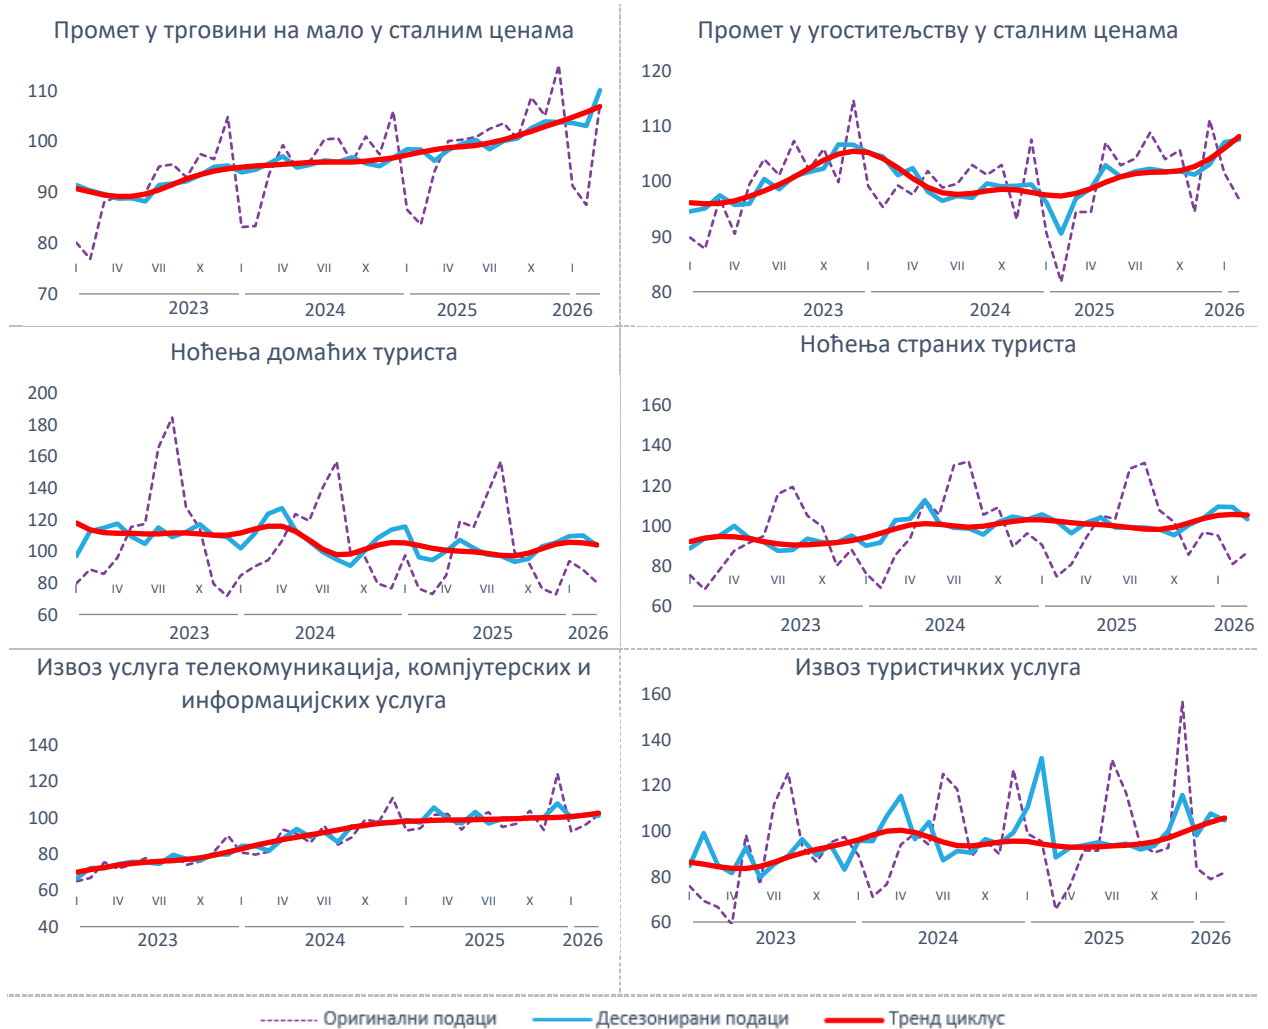 Промет у трговини на мало у сталним ценама
110
100
90
80
70
I IV VII X I IV VII X I IV VII X I
2023 2024 2025 2026
Промет у угоститељству у сталним ценама
120
110
100
90
80
I IV VII X I IV VII X I IV VII X I
2023 2024 2025 2026
Ноћења домаћих туриста
200
180
160
140
120
100
80
60
I IV VII X I IV VII X I IV VII X I
2023 2024 2025 2026
Ноћења страних туриста
160
140
120
100
80
60
I IV VII X I IV VII X I IV VII X I
2023 2024 2025 2026
Извоз услуга телекомуникација, компјутерских и
информацијских услуга
140
120
100
80
60
40
I IV VII X I IV VII X I IV VII X I
2023 2024 2025 2026
Извоз туристичких услуга
160
140
120
100
80
60
I IV VII X I IV VII X I IV VII X I
2023 2024 2025 2026
Оригинални подаци Десезонирани подаци Тренд циклус